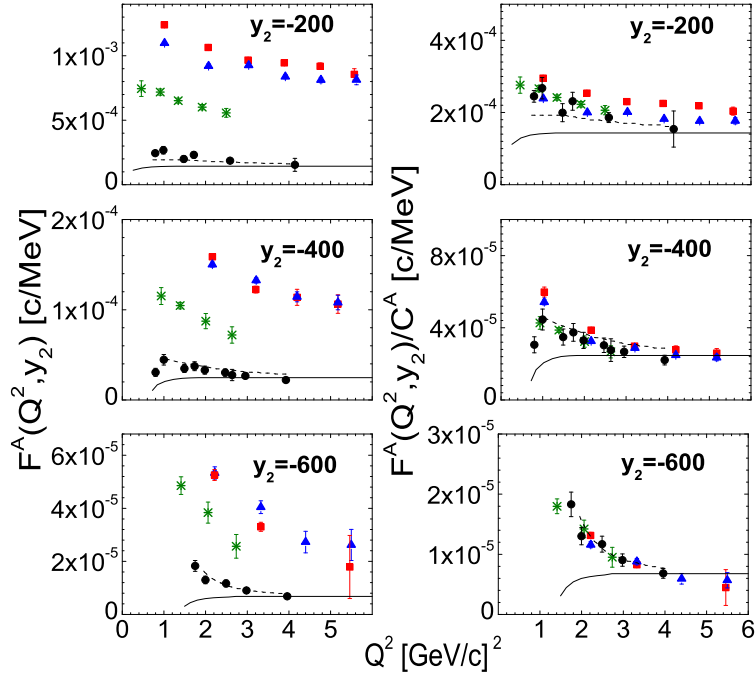 y₂=-200
y₂=-200
1x10⁻³
5x10⁻⁴
0
4x10⁻⁴
2x10⁻⁴
0
y₂=-400
y₂=-400
2x10⁻⁴
1x10⁻⁴
0
8x10⁻⁵
4x10⁻⁵
0
y₂=-600
y₂=-600
6x10⁻⁵
4x10⁻⁵
2x10⁻⁵
0
3x10⁻⁵
2x10⁻⁵
1x10⁻⁵
0
Fᴬ(Q²,y₂) [c/MeV]
Fᴬ(Q²,y₂)/Cᴬ [c/MeV]
0 1 2 3 4 5
1 2 3 4 5 6
Q² [GeV/c]²